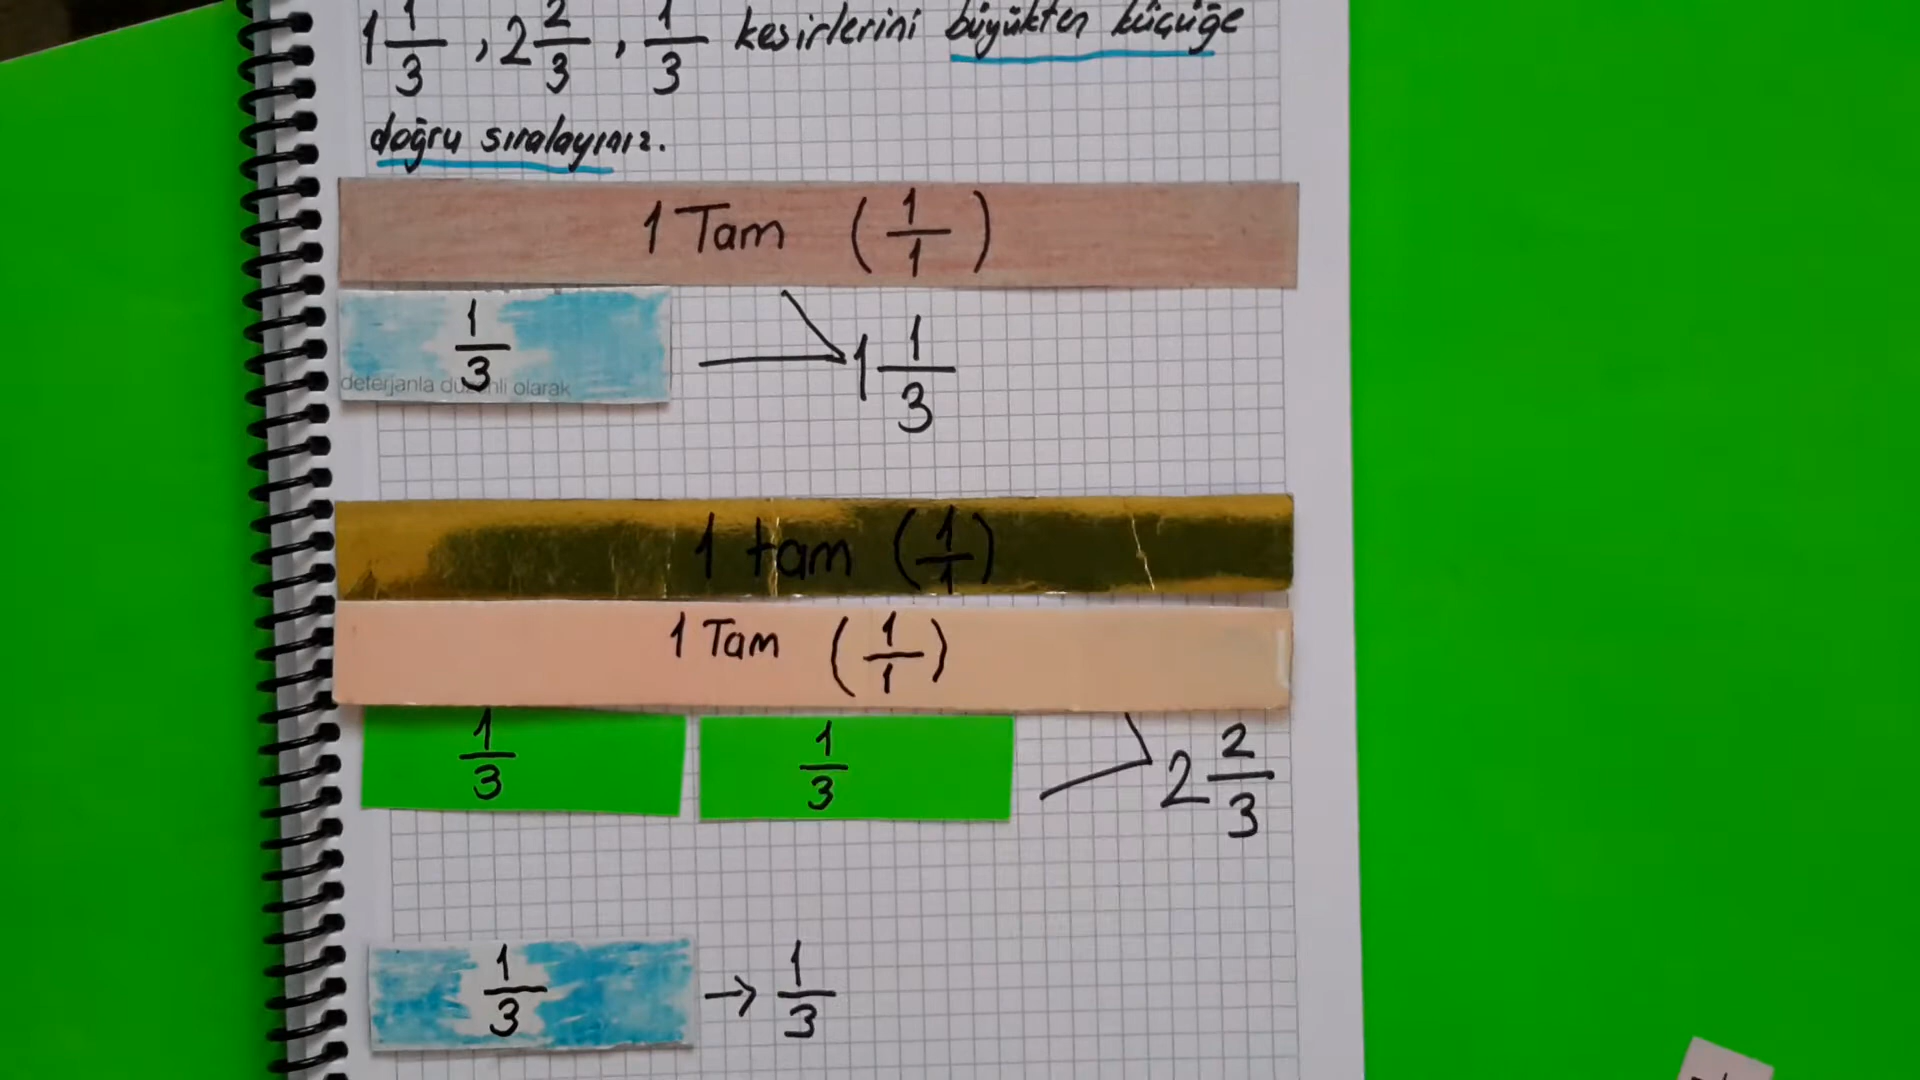 1 1/3, 2 2/3, 1/3 kesirlerini büyükten küçüğe
doğru sıralayınız.
1 Tam (1/1)
1/3
deterjanla düzenli olarak
1 1/3
1 tam (1/1)
1 Tam (1/1)
1/3 1/3
2 2/3
1/3 → 1/3